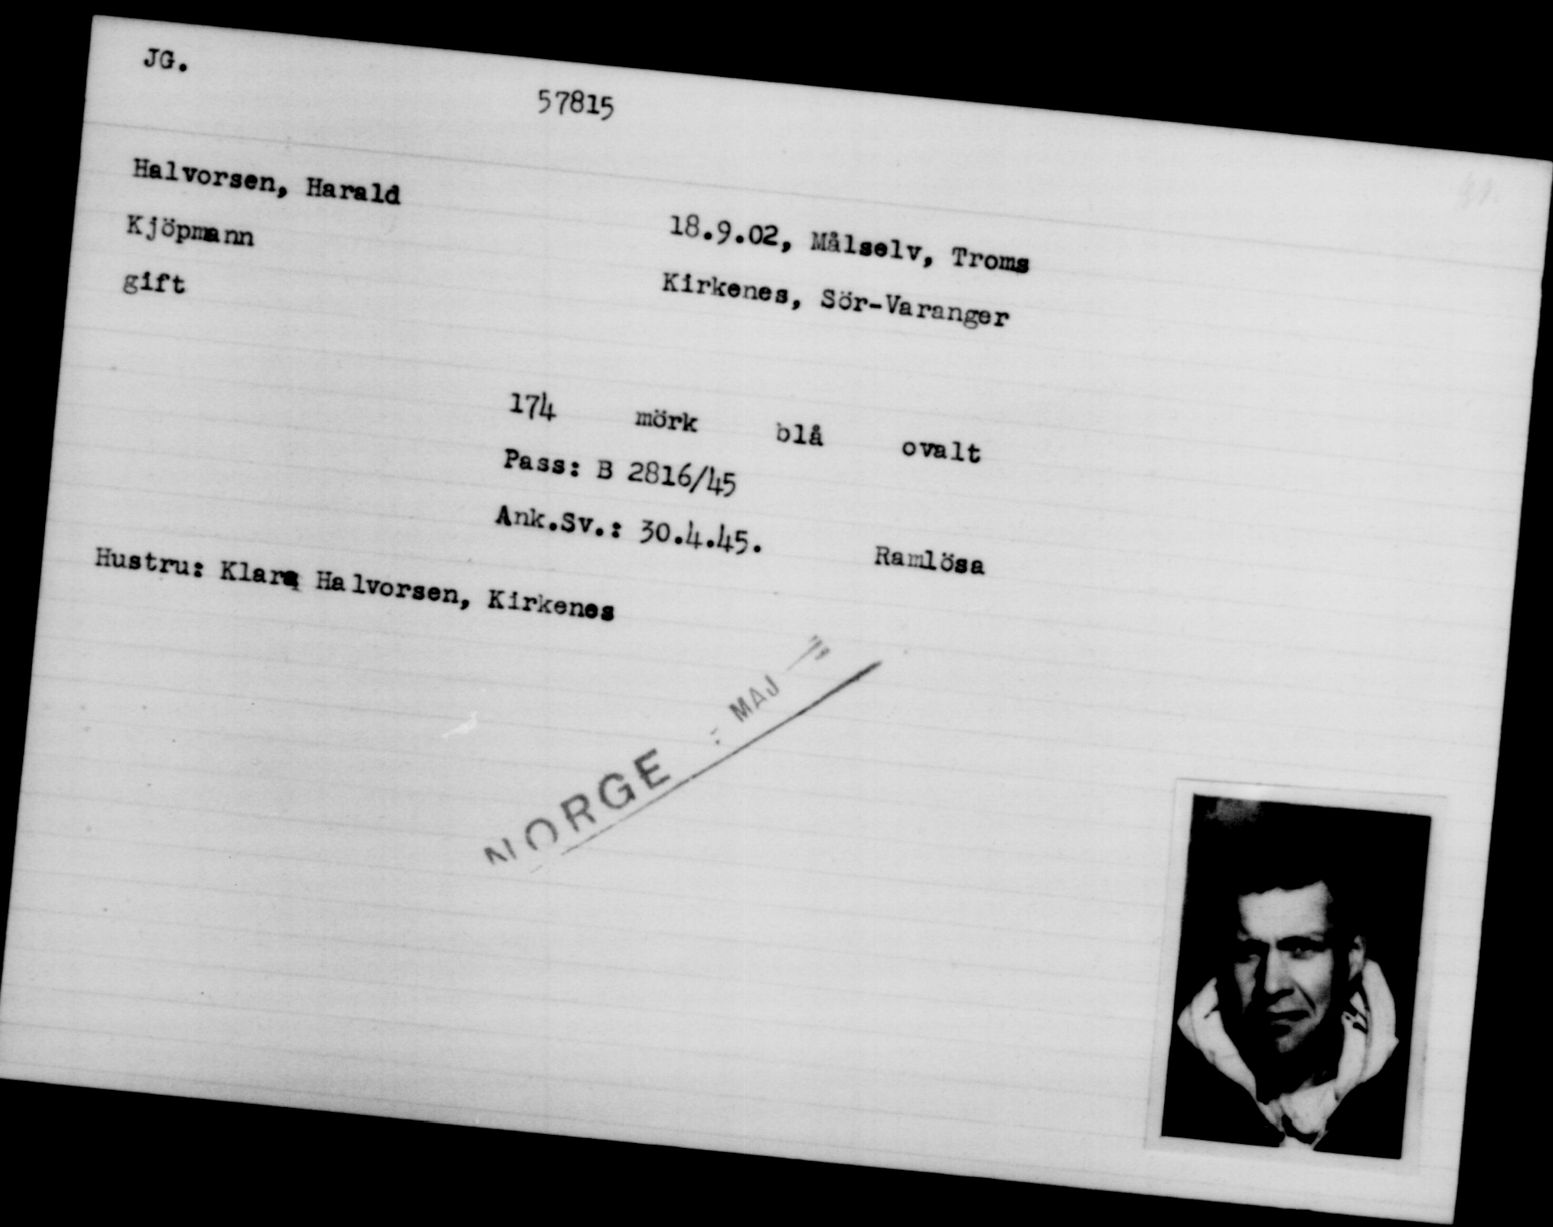 JG.
57815
Halvorsen, Harald
18.9.02, Målselv, Troms
Kjöpmann
Kirkenes, Sör-Varanger
gift
174 mörk blå ovalt
Pass: B 2816/45
Ank.Sv.: 30.4.45. Ramlösa
Hustru: Klara Halvorsen, Kirkenes
NORGE MAJ